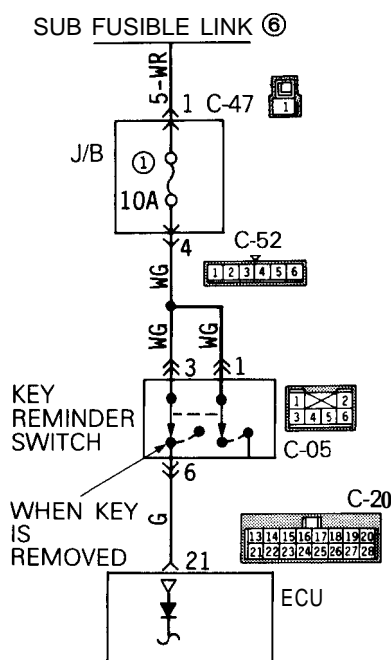 SUB FUSIBLE LINK ⑥
5-WR
1 C-47
1
J/B
①
10A
4
C-52
1 2 3 4 5 6
WG
WG WG
3 1
KEY
REMINDER
SWITCH
1 2
3 4 5 6
C-05
6
WHEN KEY
IS
REMOVED
G
C-20
13 14 15 16 17 18 19 20
21 22 23 24 25 26 27 28
21
ECU